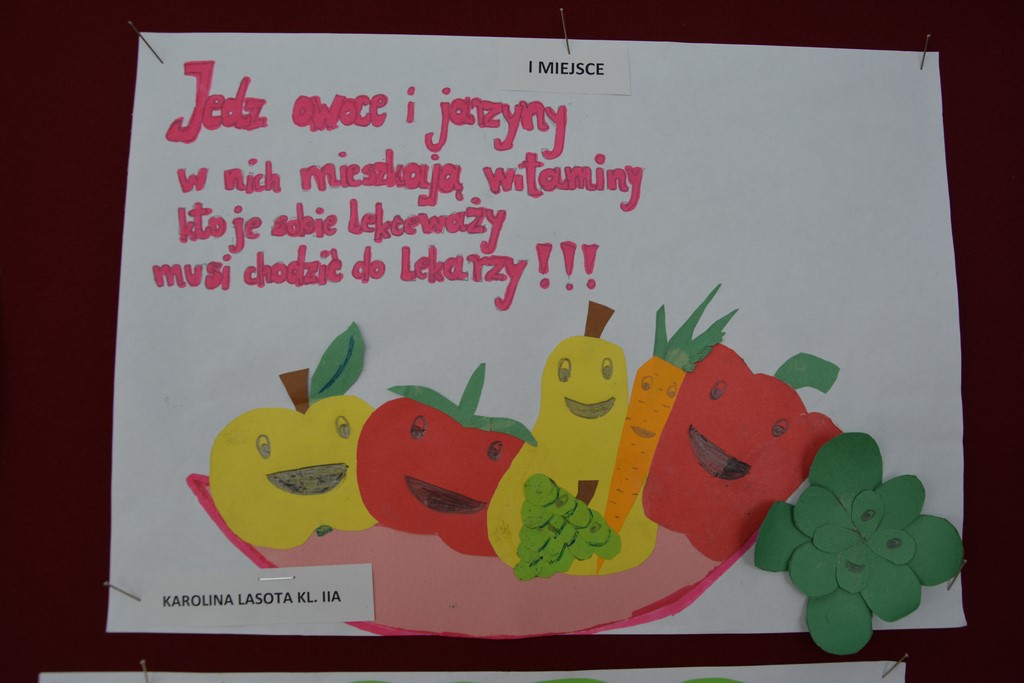 I MIEJSCE
Jedz owoce i jarzyny
w nich mieszkają witaminy
kto je sobie lekceważy
musi chodzić do lekarzy!!!
KAROLINA LASOTA KL. IIA